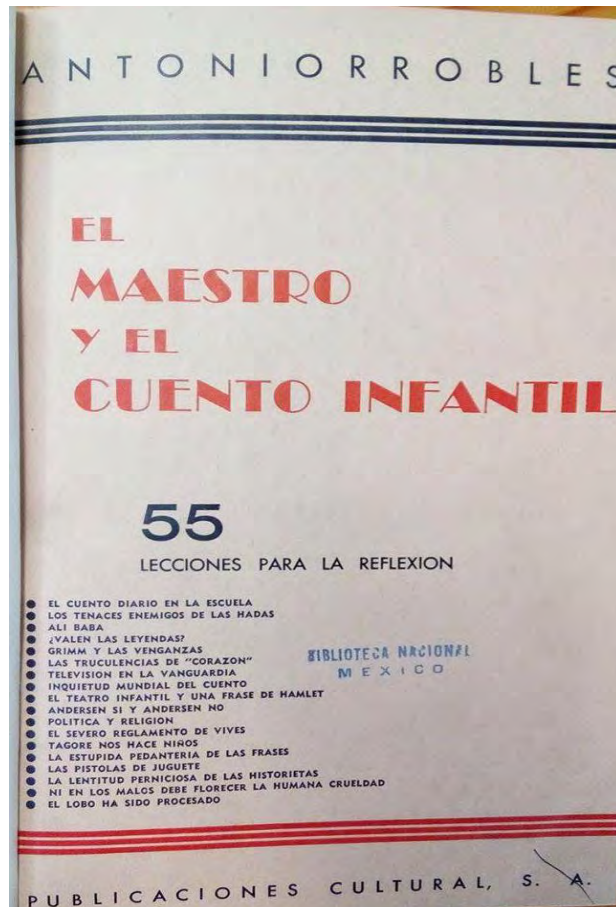 ANTONIORROBLES
EL
MAESTRO
Y EL
CUENTO INFANTIL
55
LECCIONES PARA LA REFLEXION
● EL CUENTO DIARIO EN LA ESCUELA
● LOS TENACES ENEMIGOS DE LAS HADAS
● ALI BABA
● ¿VALEN LAS LEYENDAS?
● GRIMM Y LAS VENGANZAS
● LAS TRUCULENCIAS DE "CORAZON"
● TELEVISION EN LA VANGUARDIA
● INQUIETUD MUNDIAL DEL CUENTO
● EL TEATRO INFANTIL Y UNA FRASE DE HAMLET
● ANDERSEN SI Y ANDERSEN NO
● POLITICA Y RELIGION
● EL SEVERO REGLAMENTO DE VIVES
● TAGORE NOS HACE NIÑOS
● LA ESTUPIDA PEDANTERIA DE LAS FRASES
● LAS PISTOLAS DE JUGUETE
● LA LENTITUD PERNICIOSA DE LAS HISTORIETAS
● NI EN LOS MALOS DEBE FLORECER LA HUMANA CRUELDAD
● EL LOBO HA SIDO PROCESADO
BIBLIOTECA NACIONAL
MEXICO
PUBLICACIONES CULTURAL, S. A.